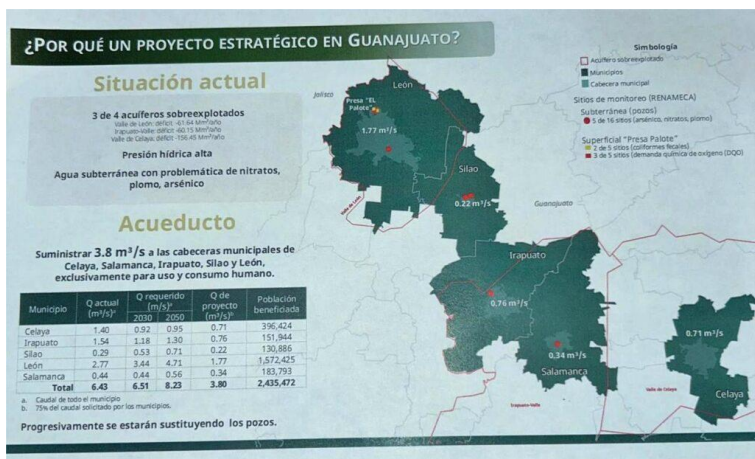 ¿POR QUÉ UN PROYECTO ESTRATÉGICO EN GUANAJUATO?
Situación actual
3 de 4 acuíferos sobreexplotados
Valle de León: déficit -61.64 Mm³/año
Irapuato-Valle: déficit -60.15 Mm³/año
Valle de Celaya: déficit -156.45 Mm³/año
Presión hídrica alta
Agua subterránea con problemática de nitratos,
plomo, arsénico
Acueducto
Suministrar 3.8 m³/s a las cabeceras municipales de
Celaya, Salamanca, Irapuato, Silao y León,
exclusivamente para uso y consumo humano.
Municipio Q actual (m³/s)ᵃ Q requerido (m/s)ᵃ 2030 2050 Q de proyecto (m³/s)ᵇ Población beneficiada
Celaya 1.40 0.92 0.95 0.71 396,424
Irapuato 1.54 1.18 1.30 0.76 151,944
Silao 0.29 0.53 0.71 0.22 130,886
León 2.77 3.44 4.71 1.77 1,572,425
Salamanca 0.44 0.44 0.56 0.34 183,793
Total 6.43 6.51 8.23 3.80 2,435,472
a. Caudal de todo el municipio
b. 75% del caudal solicitado por los municipios.
Progresivamente se estarán sustituyendo los pozos.
Jalisco
León
Presa "EL
Palote"
1.77 m³/s
Silao
0.22 m³/s
Valle de León
Guanajuato
Irapuato
0.76 m³/s
0.34 m³/s
Salamanca
Irapuato-Valle
0.71 m³/s
Valle de Celaya
Celaya
Simbología
Acuífero sobreexplotado
Municipios
Cabecera municipal
Sitios de monitoreo (RENAMECA)
Subterránea (pozos)
5 de 16 sitios (arsénico, nitratos, plomo)
Superficial "Presa Palote"
2 de 5 sitios (coliformes fecales)
3 de 5 sitios (demanda química de oxígeno (DQO)